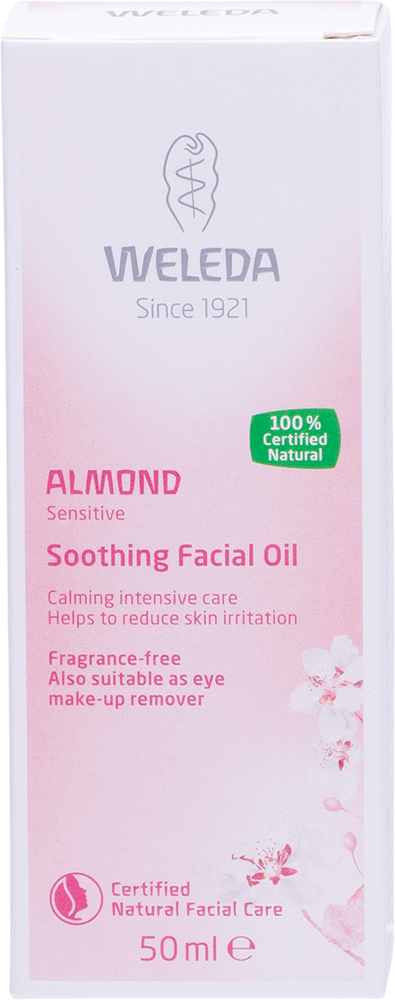 WELEDA
WELEDA
Since 1921
100%
Certified
Natural
ALMOND
Sensitive
Soothing Facial Oil
Calming intensive care
Helps to reduce skin irritation
Fragrance-free
Also suitable as eye
make-up remover
Certified
Natural Facial Care
50 ml ℮